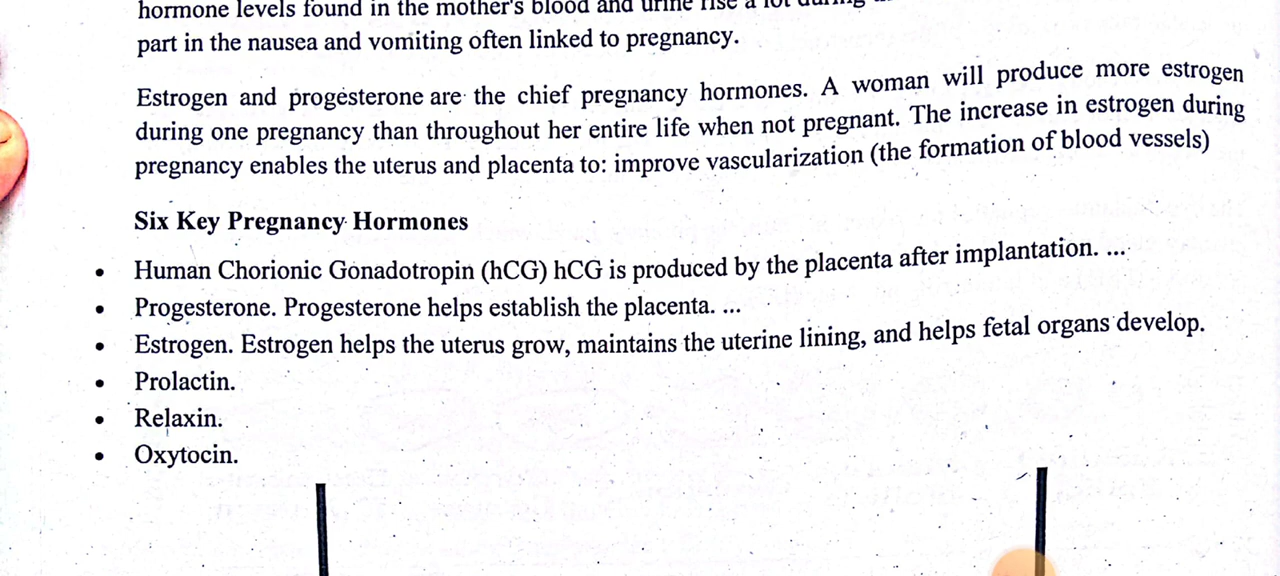 hormone levels found in the mother's blood and urine rise a lot during
part in the nausea and vomiting often linked to pregnancy.
Estrogen and progesterone are the chief pregnancy hormones. A woman will produce more estrogen
during one pregnancy than throughout her entire life when not pregnant. The increase in estrogen during
pregnancy enables the uterus and placenta to: improve vascularization (the formation of blood vessels)
Six Key Pregnancy Hormones
• Human Chorionic Gonadotropin (hCG) hCG is produced by the placenta after implantation. ...
• Progesterone. Progesterone helps establish the placenta. ...
• Estrogen. Estrogen helps the uterus grow, maintains the uterine lining, and helps fetal organs develop.
• Prolactin.
• Relaxin.
• Oxytocin.